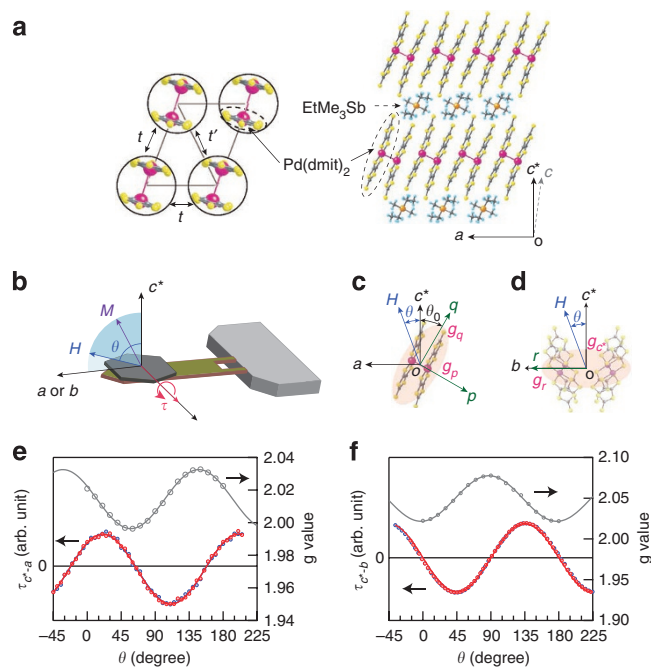 a
EtMe3Sb
Pd(dmit)2
t
t′
t
c*
c
a
o
b
c*
M
H
θ
a or b
τ
c
c*
H
θ
θ0
q
gq
a
o
gp
p
d
c*
H
θ
gc*
b
r
o
gr
e
τc*-a (arb. unit)
0
2.04
2.02
2.00
1.98
1.96
1.94
g value
−45 0 45 90 135 180 225
θ (degree)
f
τc*-b (arb. unit)
0
2.10
2.05
2.00
1.95
1.90
g value
−45 0 45 90 135 180 225
θ (degree)